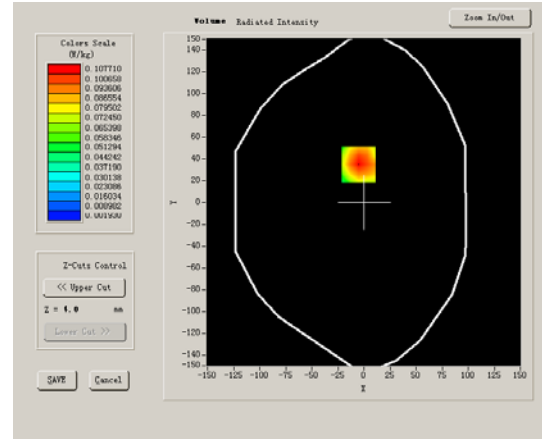 Volume Radiated Intensity
Zoom In/Out
Colors Scale
(W/kg)
0.107710
0.100658
0.093606
0.086554
0.079502
0.072450
0.065398
0.058346
0.051294
0.044242
0.037190
0.030138
0.023086
0.016034
0.008982
0.001930
150
140
120
100
80
60
40
20
0
-20
-40
-60
-80
-100
-120
-140
-150
Y
-150 -125 -100 -75 -50 -25 0 25 50 75 100 125 150
X
Z-Cuts Control
<< Upper Cut
Z = 4.0 mm
Lower Cut >>
SAVE Cancel